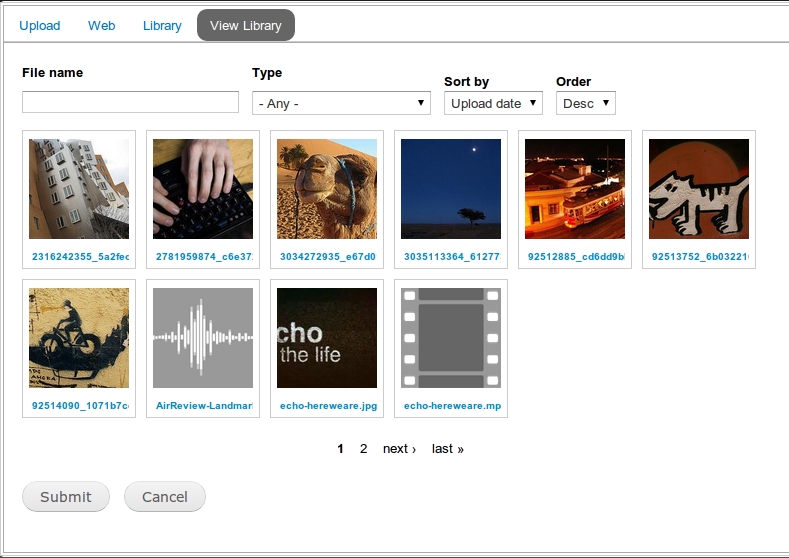 Upload Web Library View Library
File name Type Sort by Order
- Any - Upload date Desc
2316242355_5a2fec 2781959874_c6e37 3034272935_e67d0 3035113364_61277 92512885_cd6dd9b 92513752_6b03221
cho
the life
92514090_1071b7c AirReview-Landmar echo-hereweare.jpg echo-hereweare.mp
1 2 next › last »
Submit Cancel